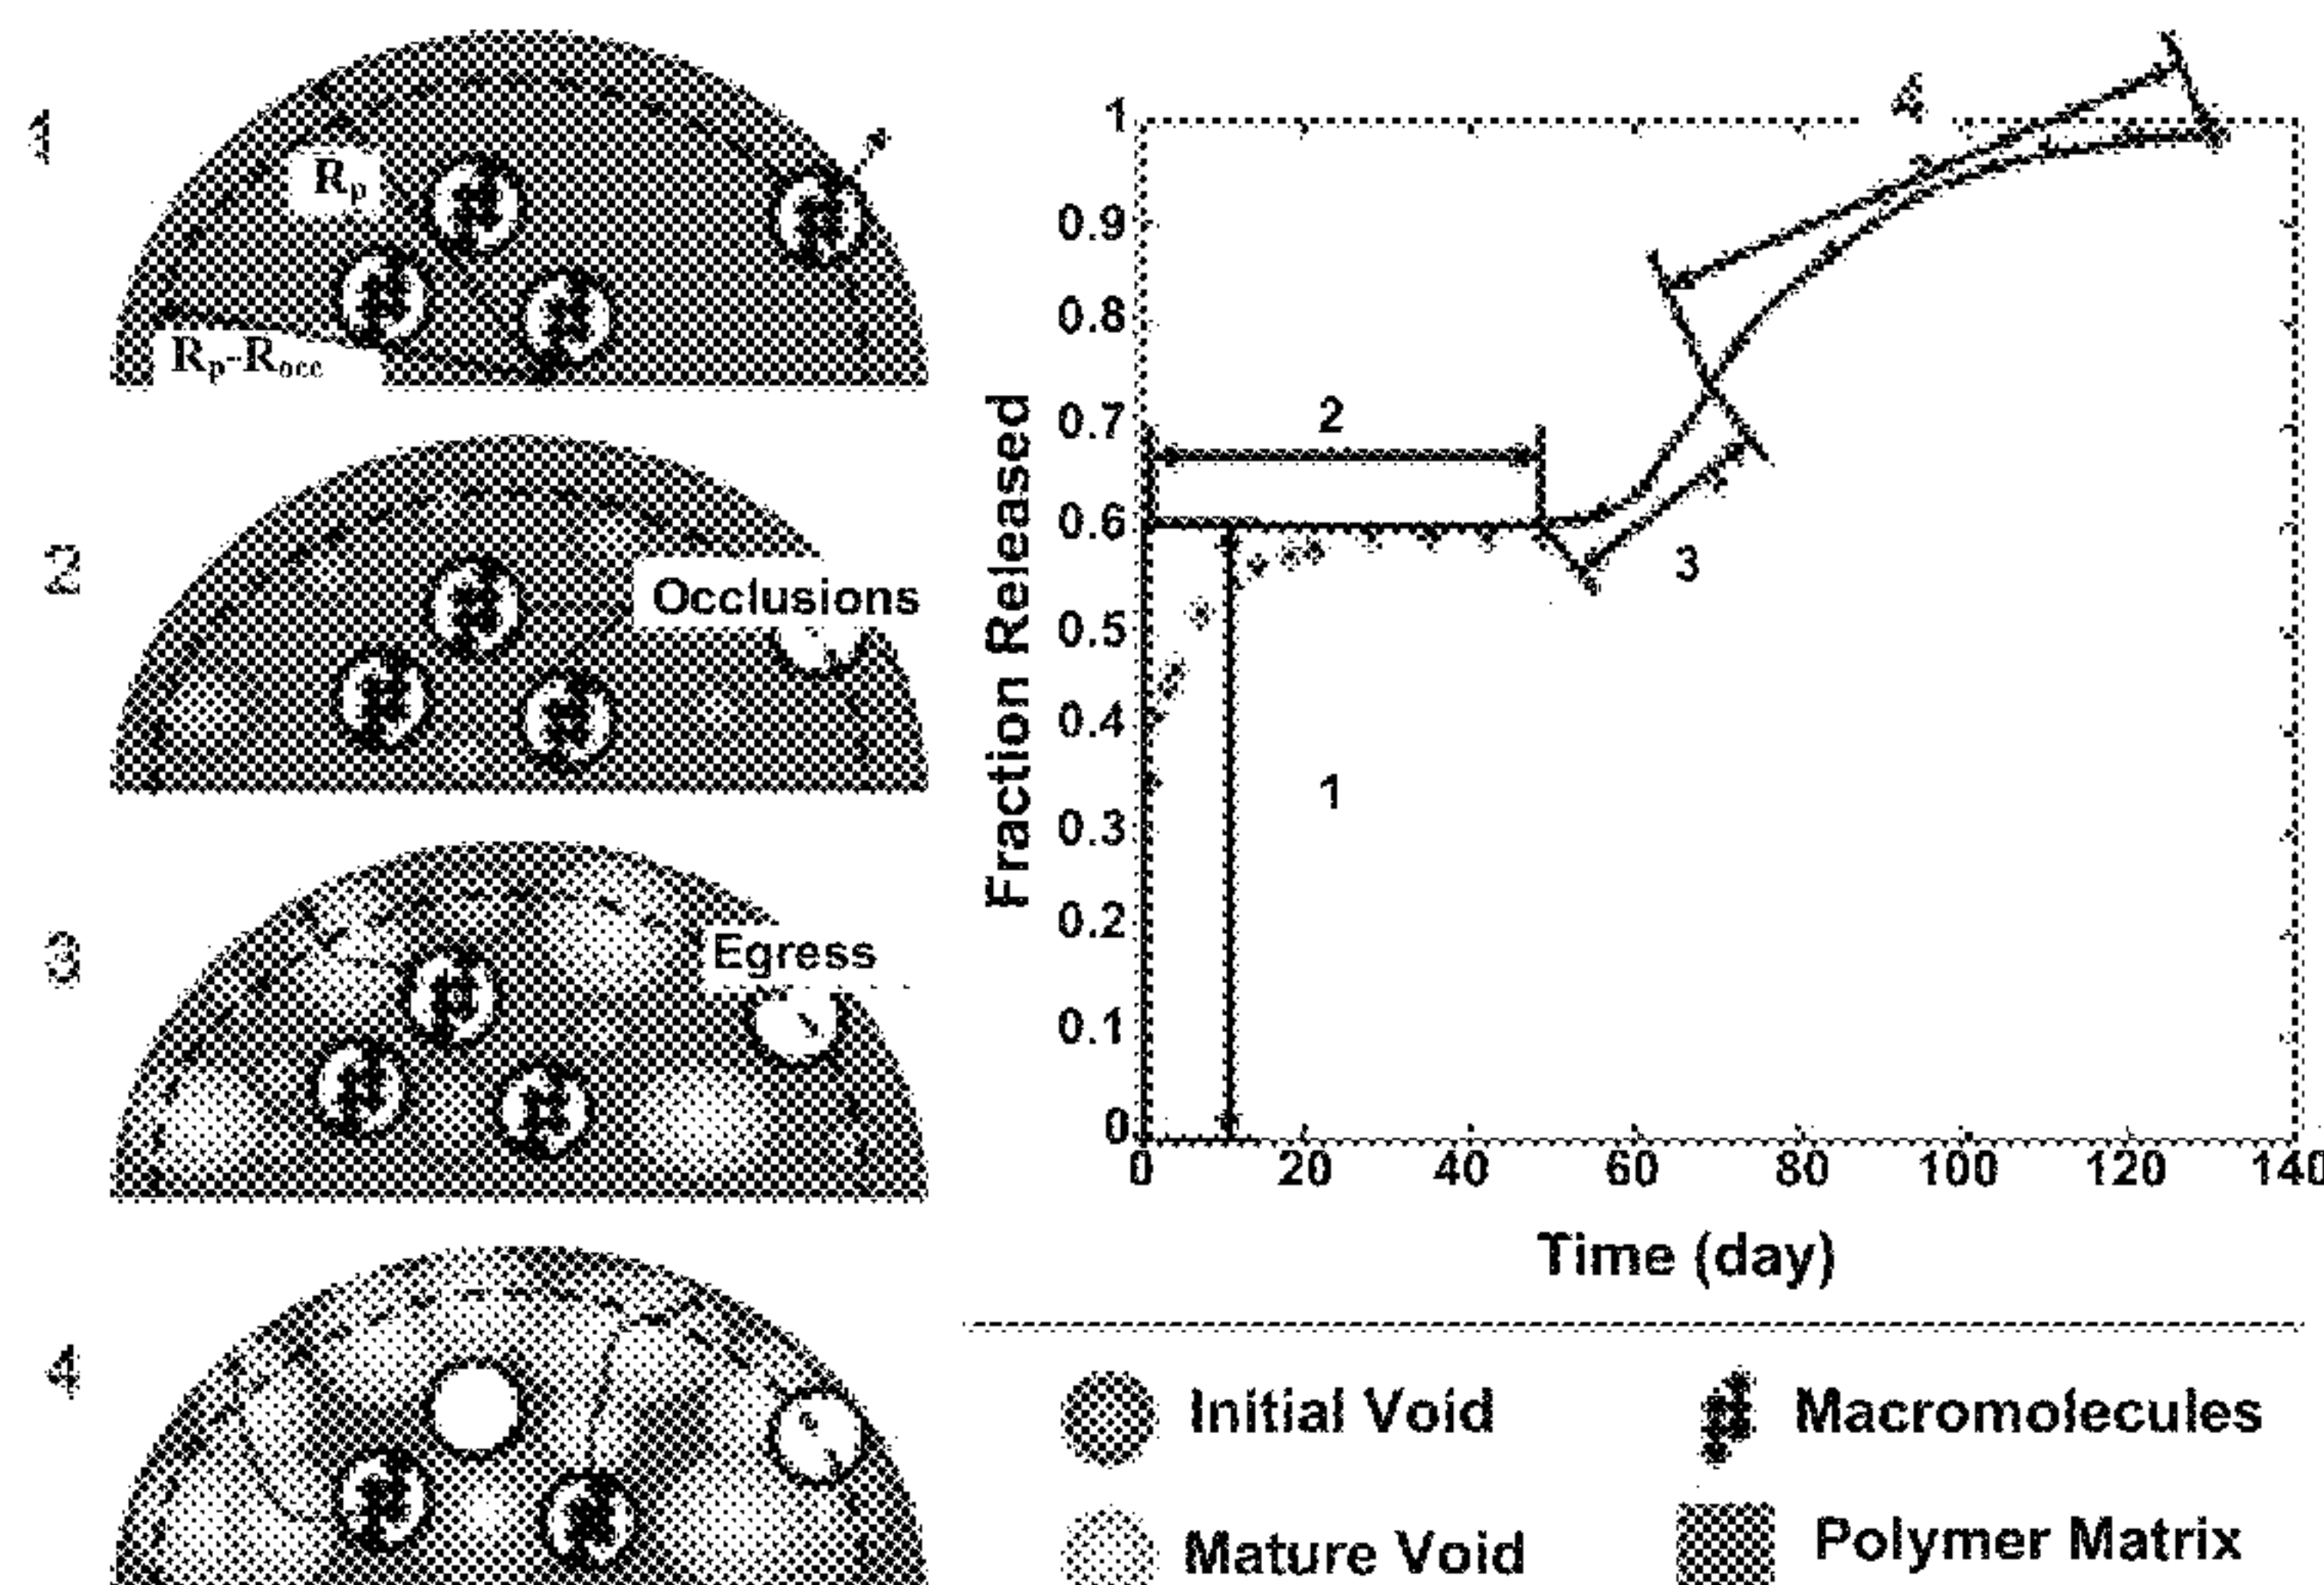 1
Rp
Rp-Rocc
2
Occlusions
3
Egress
4
Fraction Released
1
0.9
0.8
0.7
0.6
0.5
0.4
0.3
0.2
0.1
0
0 20 40 60 80 100 120 140
Time (day)
1
2
3
4
Initial Void
Macromolecules
Mature Void
Polymer Matrix